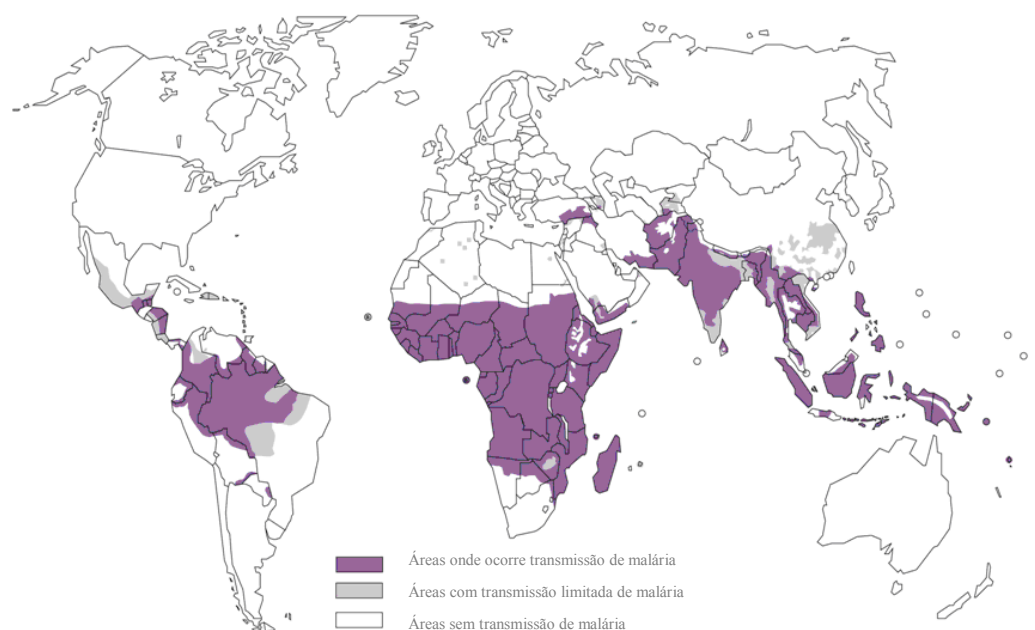 Áreas onde ocorre transmissão de malária
Áreas com transmissão limitada de malária
Áreas sem transmissão de malária